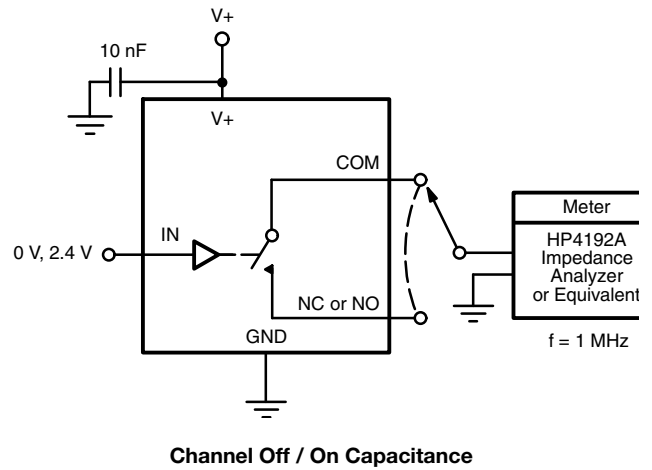 V+
10 nF
V+
COM
Meter
IN
HP4192A
Impedance
Analyzer
or Equivalent
0 V, 2.4 V
NC or NO
GND
f = 1 MHz
Channel Off / On Capacitance